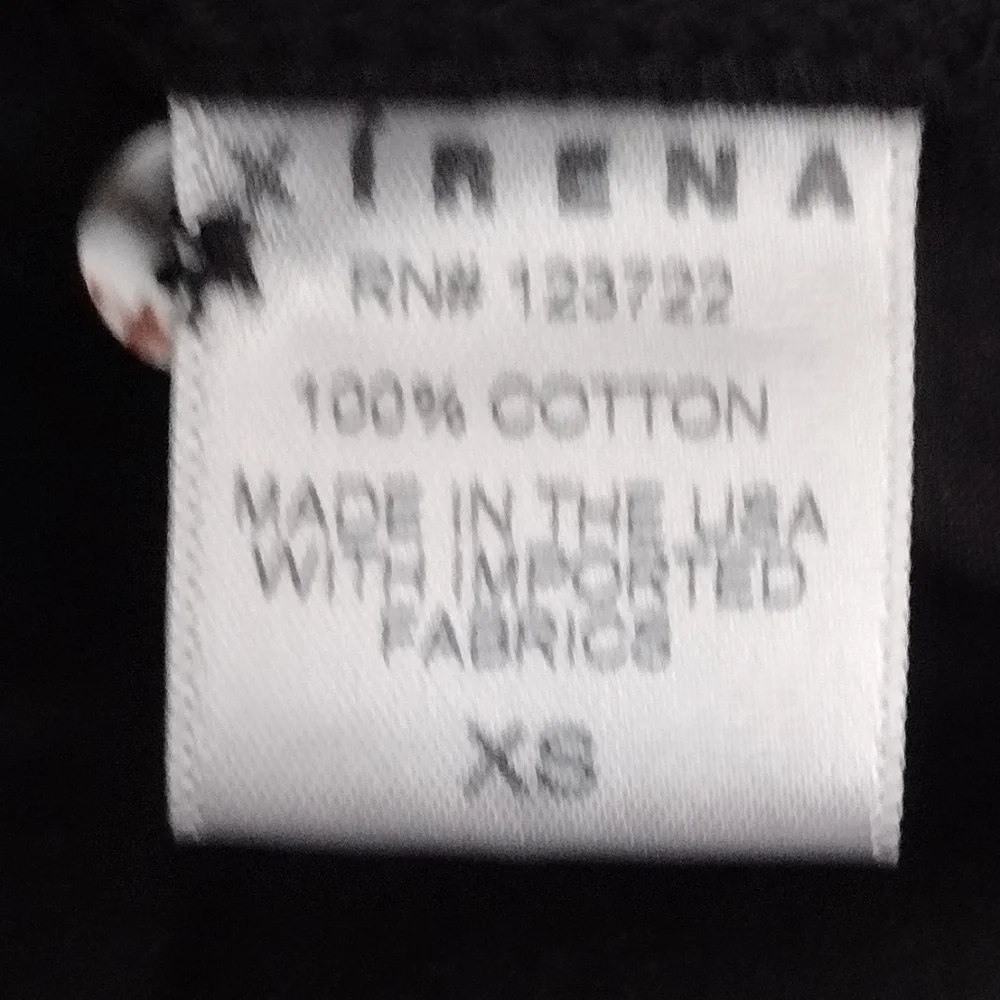 XIRENA
RN# 123722
100% COTTON
MADE IN THE USA
WITH IMPORTED
FABRICS
XS